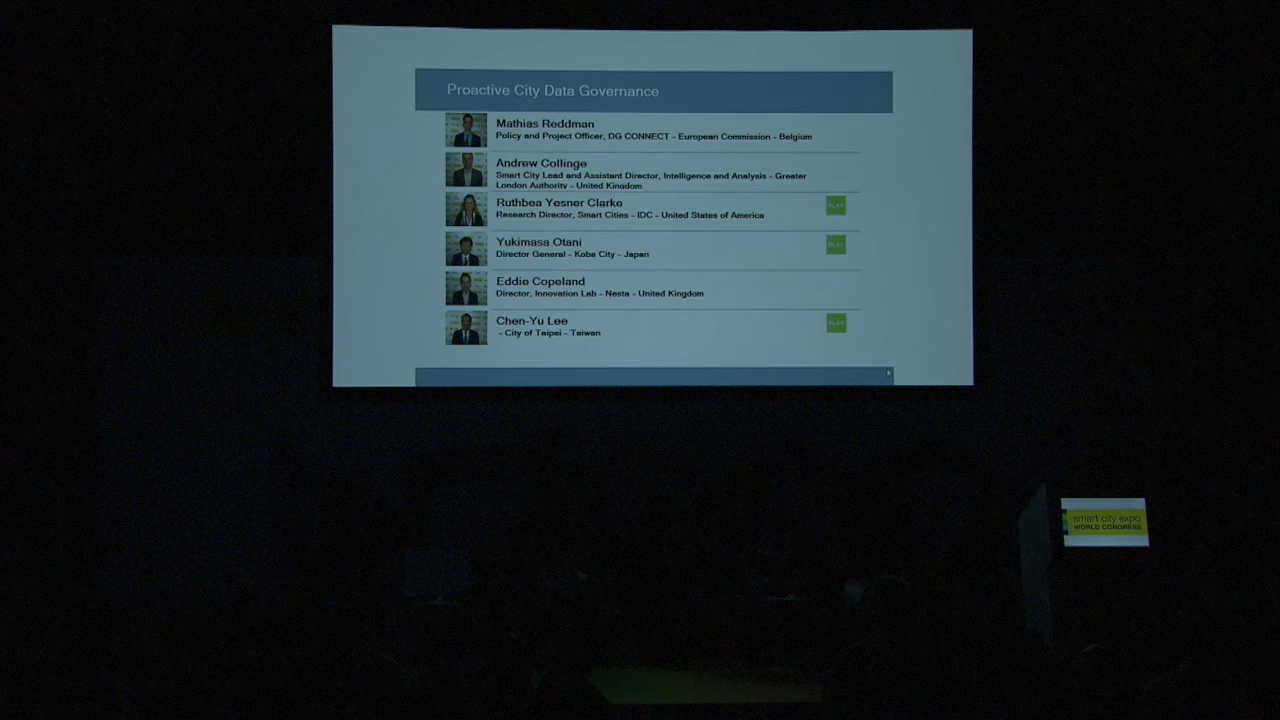 Proactive City Data Governance
Mathias Reddman
Policy and Project Officer, DG CONNECT - European Commission - Belgium
Andrew Collinge
Smart City Lead and Assistant Director, Intelligence and Analysis - Greater
London Authority - United Kingdom
Ruthbea Yesner Clarke
Research Director, Smart Cities - IDC - United States of America
PLAY
Yukimasa Otani
Director General - Kobe City - Japan
PLAY
Eddie Copeland
Director, Innovation Lab - Nesta - United Kingdom
Chen-Yu Lee
- City of Taipei - Taiwan
PLAY
smart city expo
WORLD CONGRESS